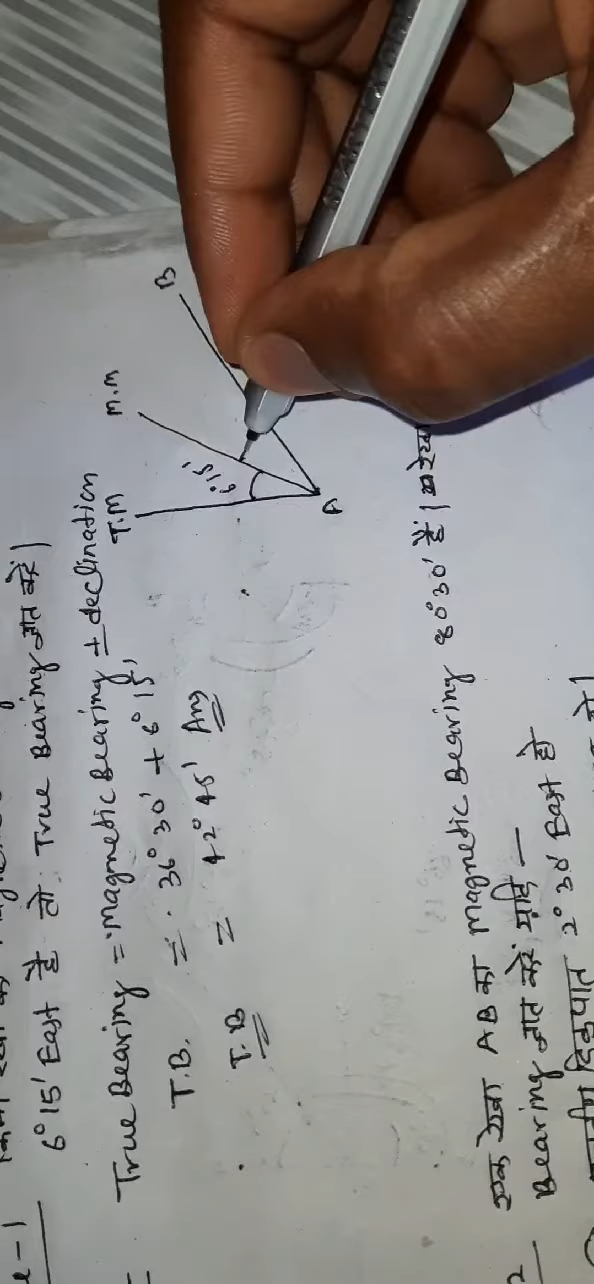 6°15' East है तो True Bearing ज्ञात करें|
True Bearing = magnetic Bearing ± declination
T.B. = 36°30' + 6°15'
T.B = 42°45' Ans
T.M
M.M
B
6°15'
A
2 एक रेखा AB का magnetic Bearing 80°30' हैं|
Bearing ज्ञात करें यदि —
2°30' East हो